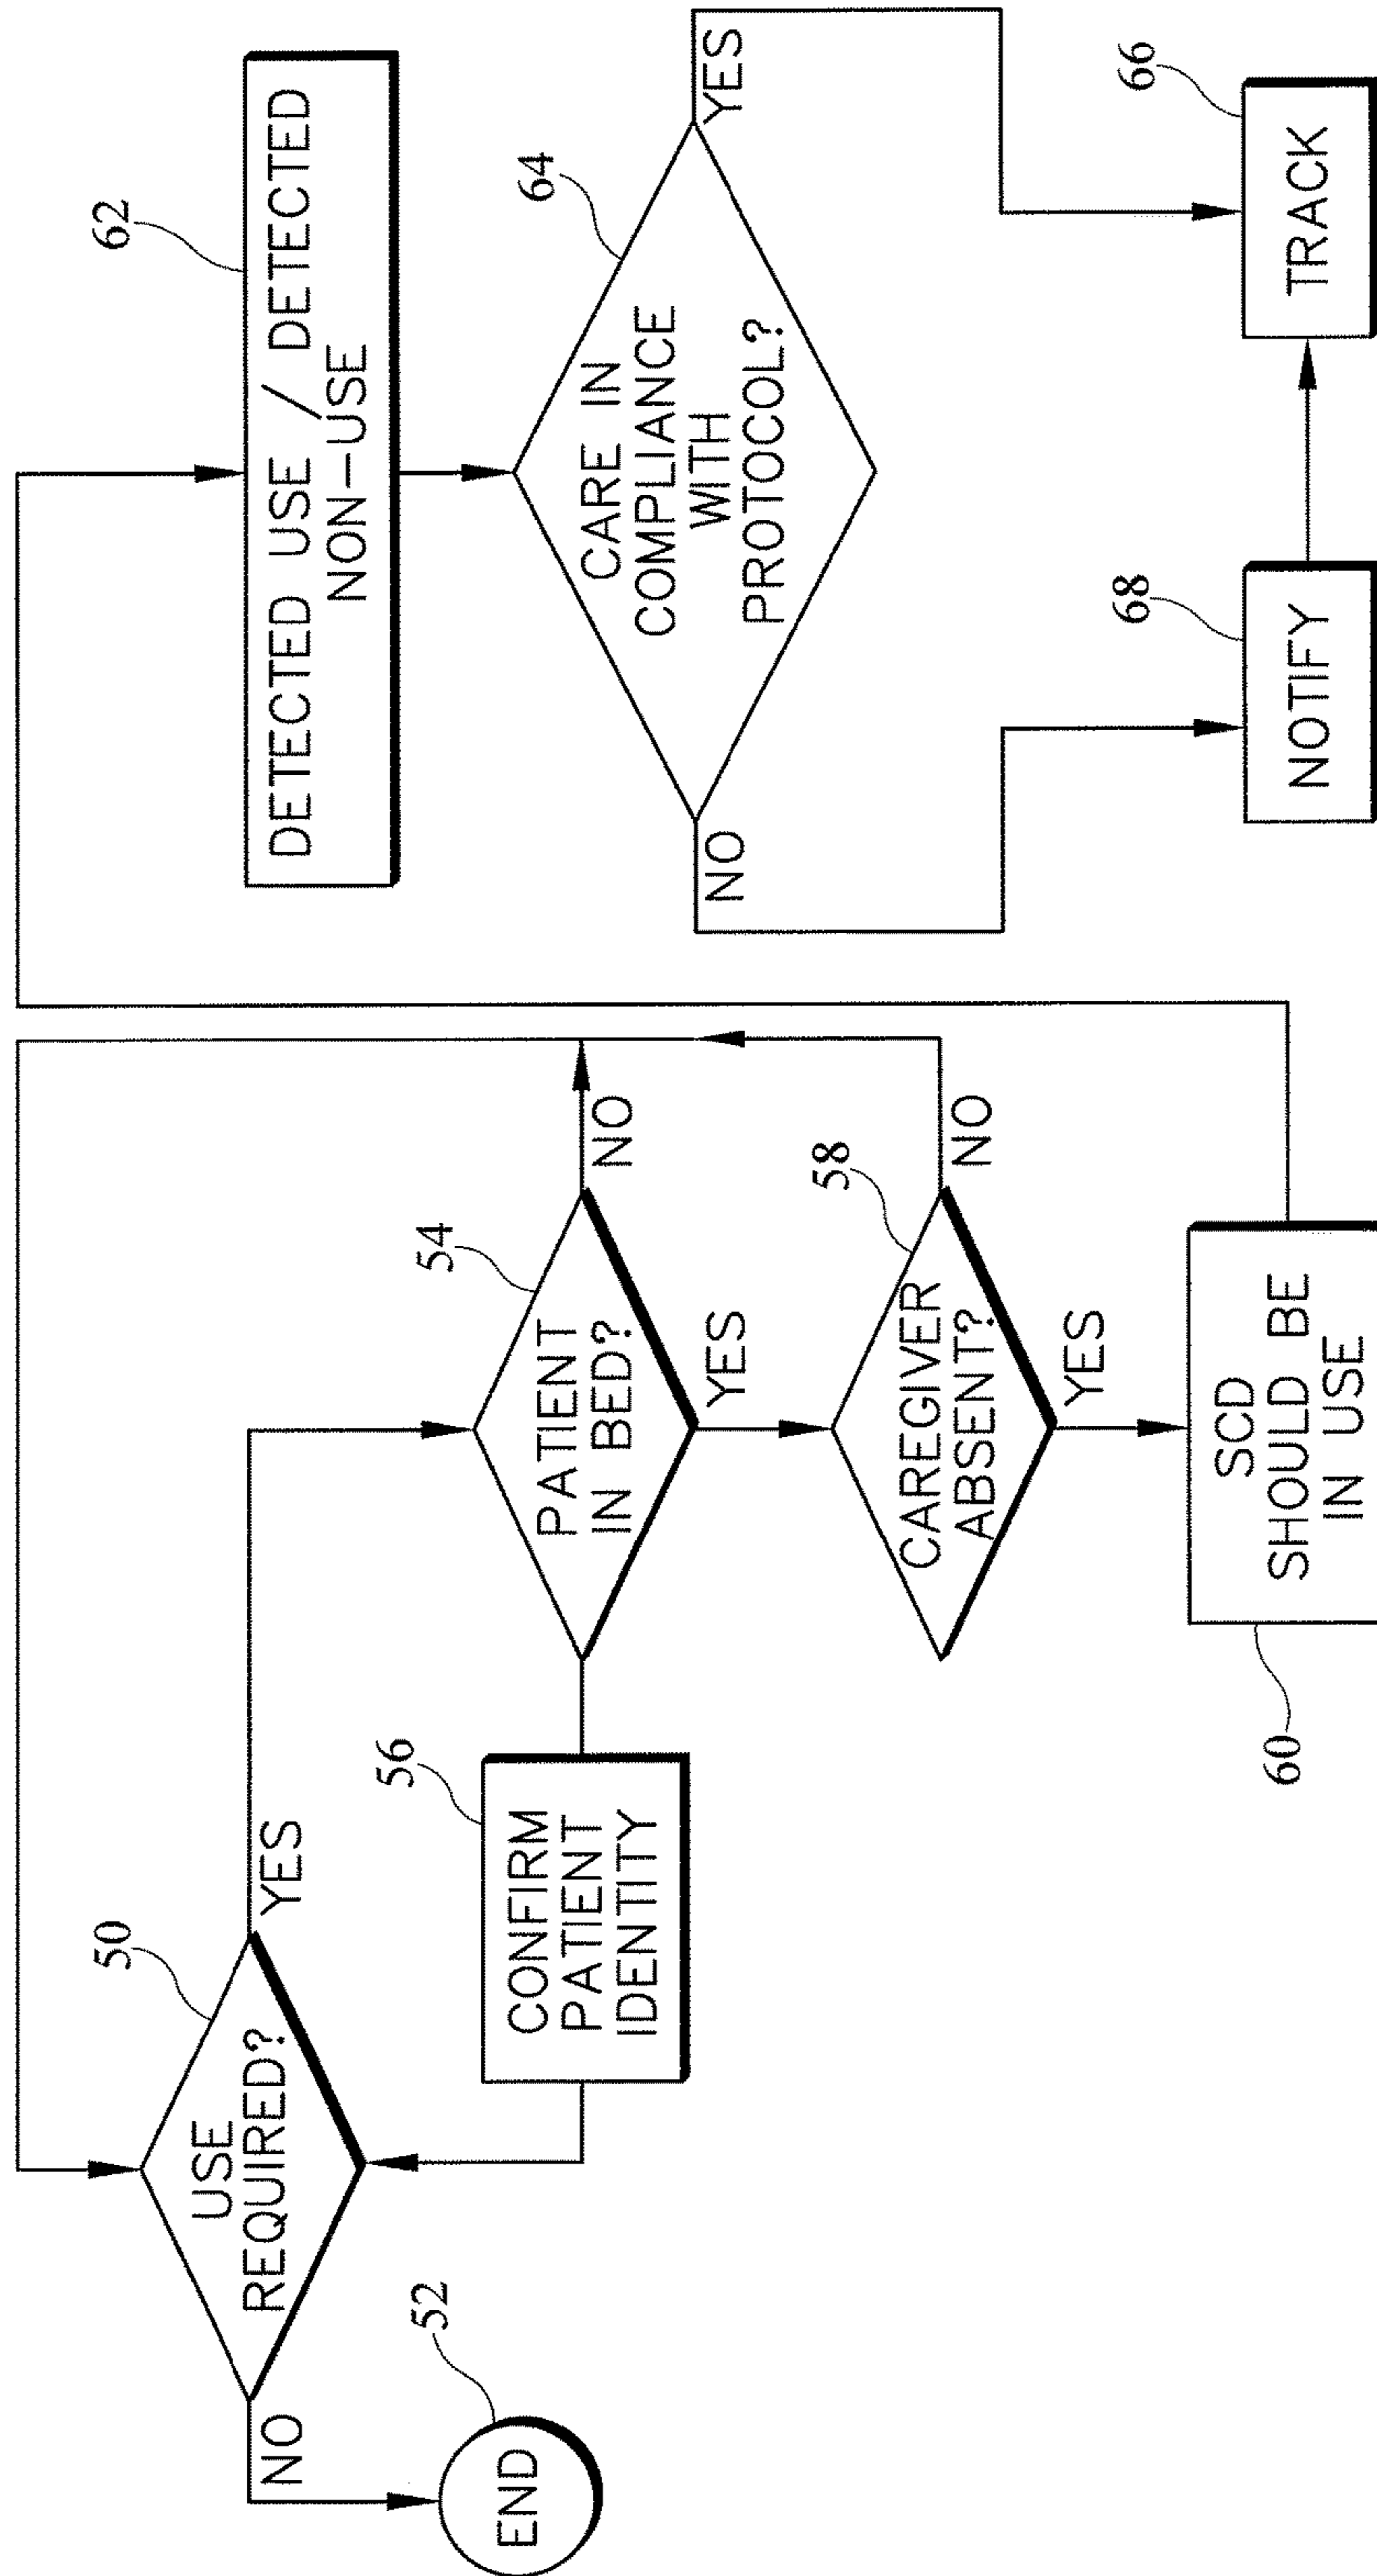 50
USE
REQUIRED?
YES
NO
52
END
56
CONFIRM
PATIENT
IDENTITY
54
PATIENT
IN BED?
NO
YES
58
CAREGIVER
ABSENT?
NO
YES
60
SCD
SHOULD BE
IN USE
62
DETECTED USE / DETECTED
NON-USE
64
CARE IN
COMPLIANCE
WITH
PROTOCOL?
NO
YES
68
NOTIFY
66
TRACK